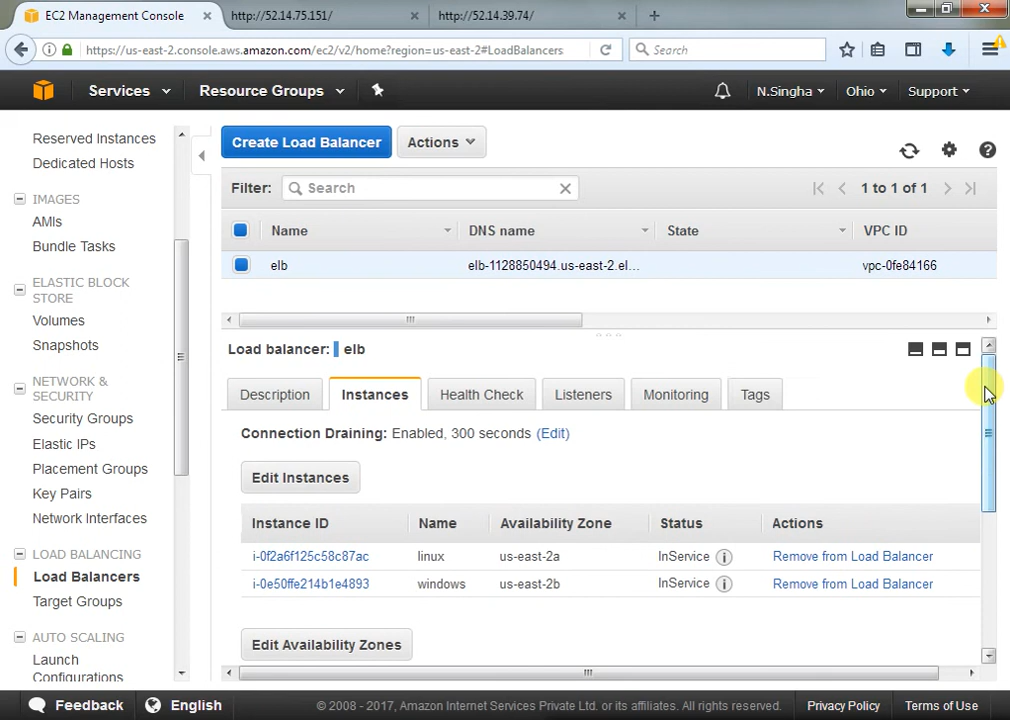 EC2 Management Console
http://52.14.75.151/
http://52.14.39.74/
https://us-east-2.console.aws.amazon.com/ec2/v2/home?region=us-east-2#LoadBalancers
Search
Services
Resource Groups
N.Singha
Ohio
Support
Reserved Instances
Dedicated Hosts
IMAGES
AMIs
Bundle Tasks
ELASTIC BLOCK
STORE
Volumes
Snapshots
NETWORK &
SECURITY
Security Groups
Elastic IPs
Placement Groups
Key Pairs
Network Interfaces
LOAD BALANCING
Load Balancers
Target Groups
AUTO SCALING
Launch
Configurations
Create Load Balancer
Actions
Filter:
Search
1 to 1 of 1
Name
DNS name
State
VPC ID
elb
elb-1128850494.us-east-2.el...
vpc-0fe84166
Load balancer:
elb
Description
Instances
Health Check
Listeners
Monitoring
Tags
Connection Draining: Enabled, 300 seconds (Edit)
Edit Instances
Instance ID
Name
Availability Zone
Status
Actions
i-0f2a6f125c58c87ac
linux
us-east-2a
InService
Remove from Load Balancer
i-0e50ffe214b1e4893
windows
us-east-2b
InService
Remove from Load Balancer
Edit Availability Zones
Feedback
English
© 2008 - 2017, Amazon Internet Services Private Ltd. or its affiliates. All rights reserved.
Privacy Policy
Terms of Use